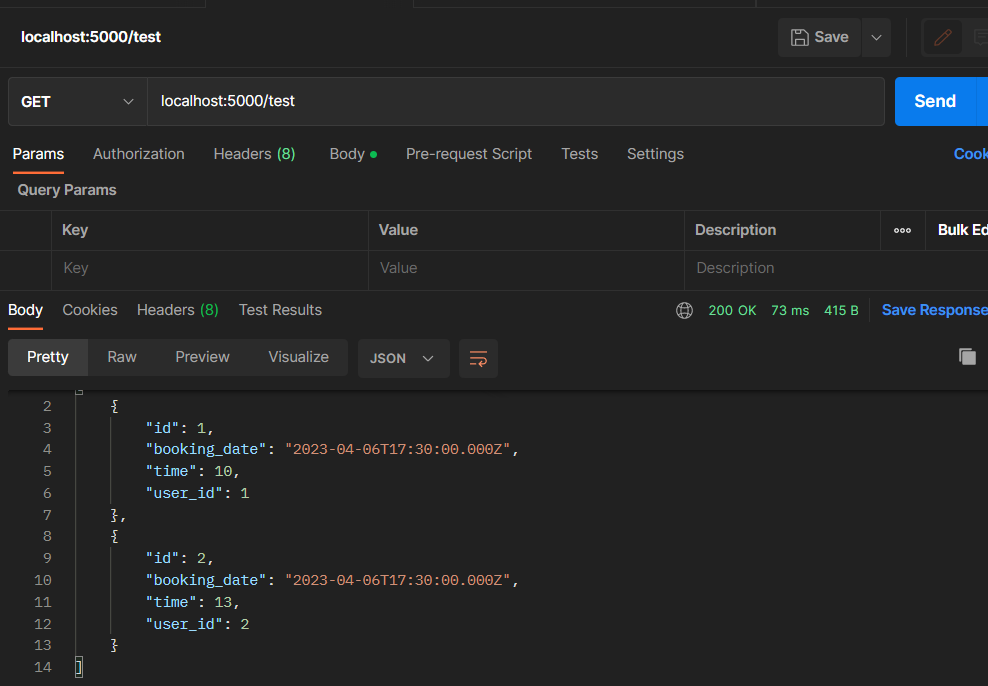 localhost:5000/test
Save
GET
localhost:5000/test
Send
Params Authorization Headers (8) Body Pre-request Script Tests Settings Cook
Query Params
Key Value Description Bulk Ed
Key Value Description
Body Cookies Headers (8) Test Results 200 OK 73 ms 415 B Save Response
Pretty Raw Preview Visualize JSON
2 {
3 "id": 1,
4 "booking_date": "2023-04-06T17:30:00.000Z",
5 "time": 10,
6 "user_id": 1
7 },
8 {
9 "id": 2,
10 "booking_date": "2023-04-06T17:30:00.000Z",
11 "time": 13,
12 "user_id": 2
13 }
14 ]